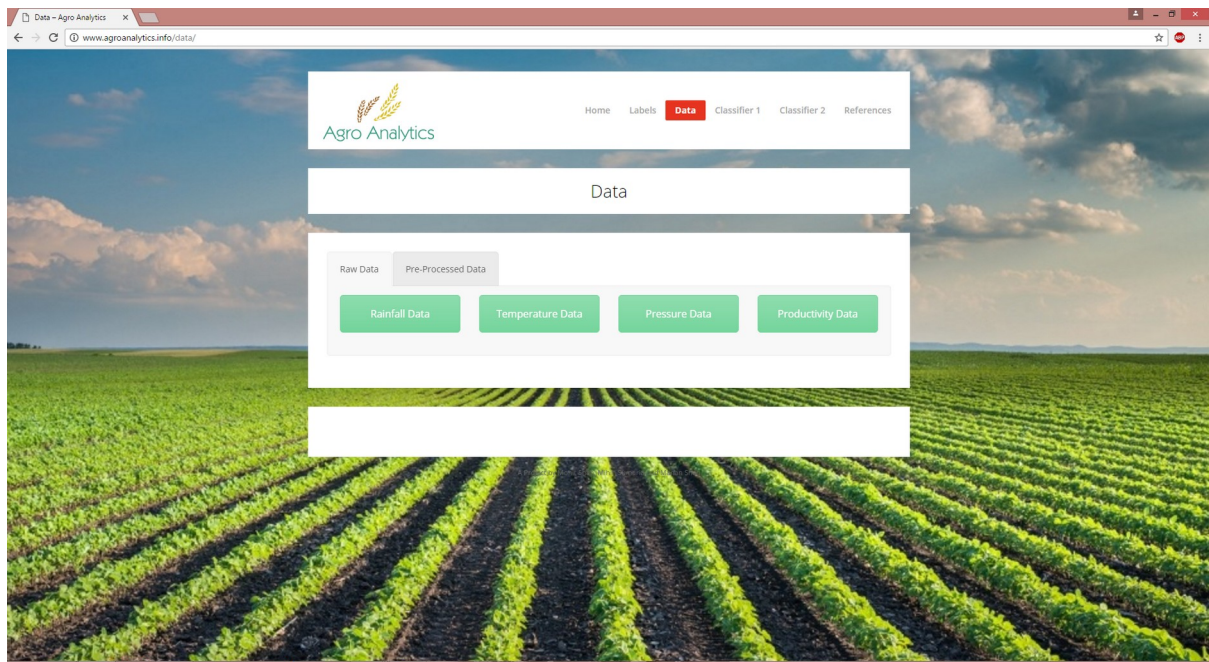 Data – Agro Analytics
www.agroanalytics.info/data/
ABP
Agro Analytics
Home Labels Data Classifier 1 Classifier 2 References
Data
Raw Data Pre-Processed Data
Rainfall Data Temperature Data Pressure Data Productivity Data